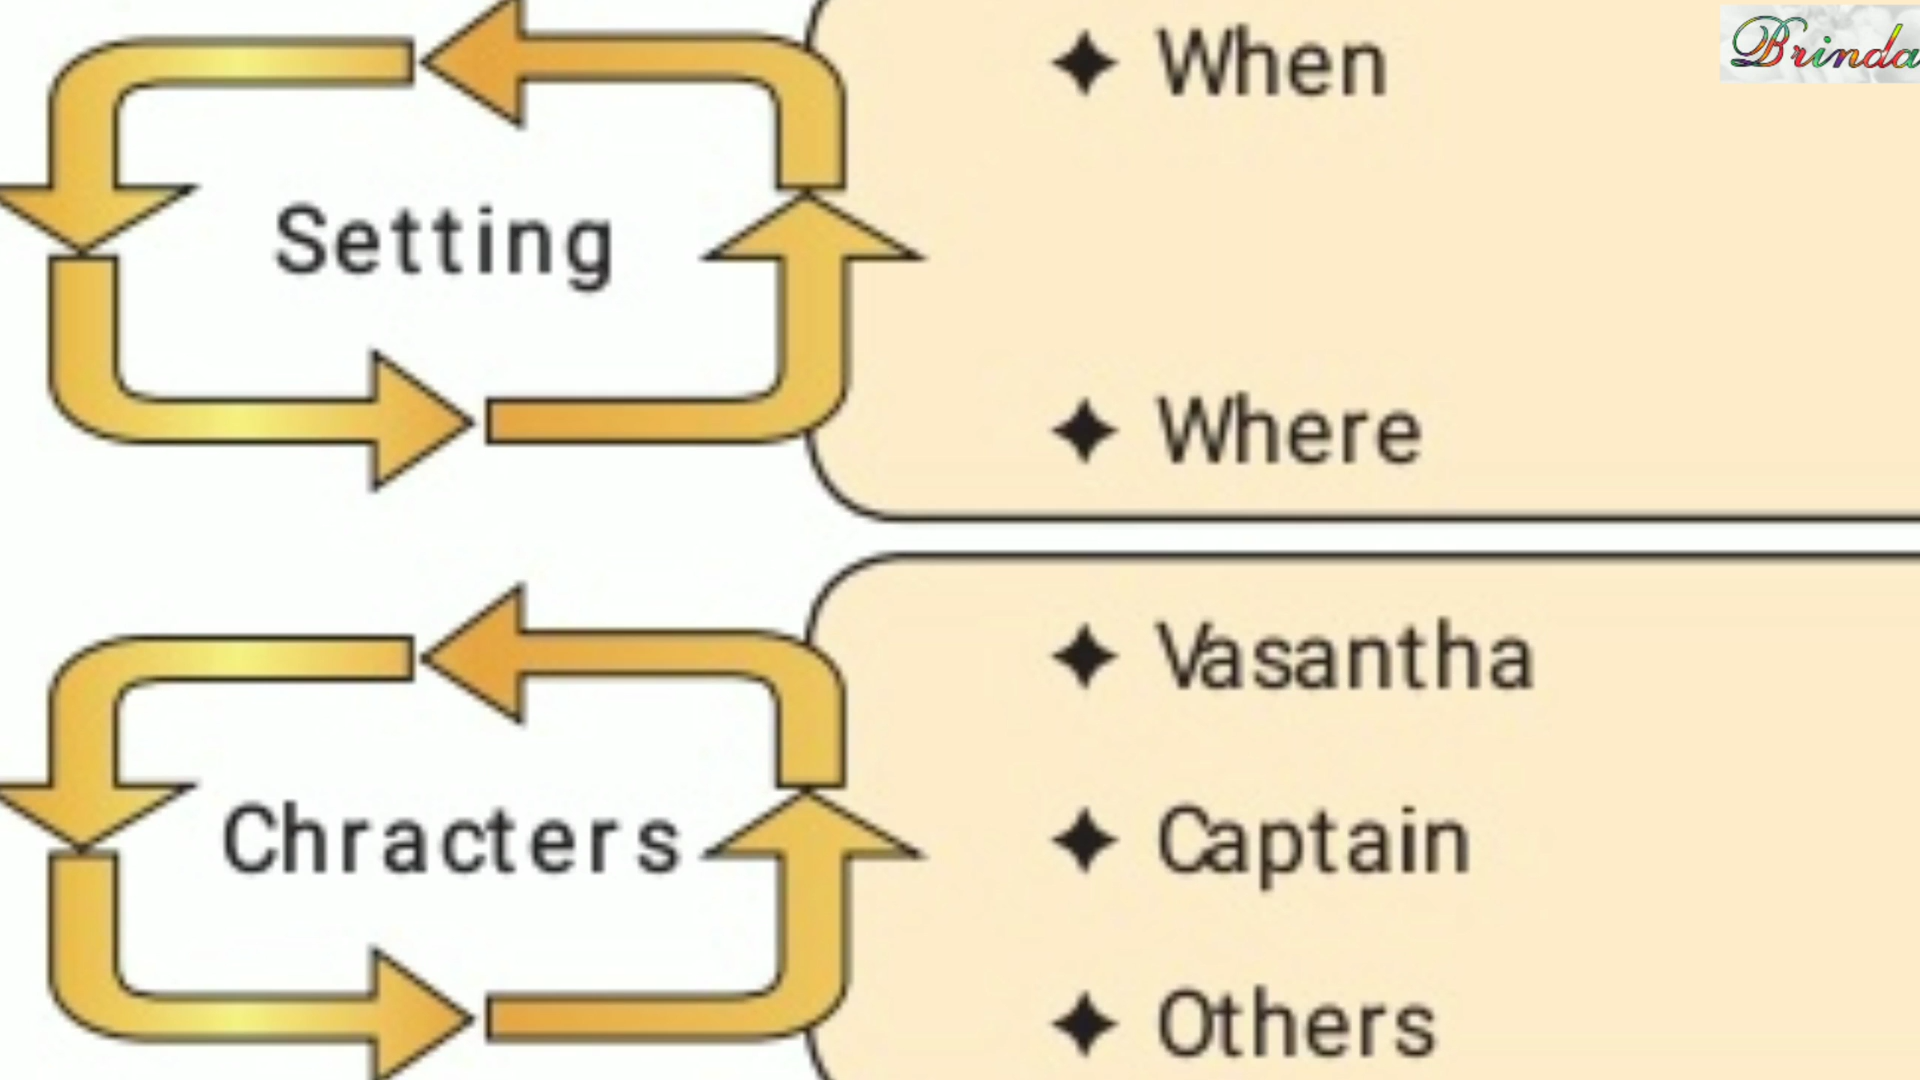 When
Brinda
Setting
Where
Vasantha
Chracters
Captain
Others